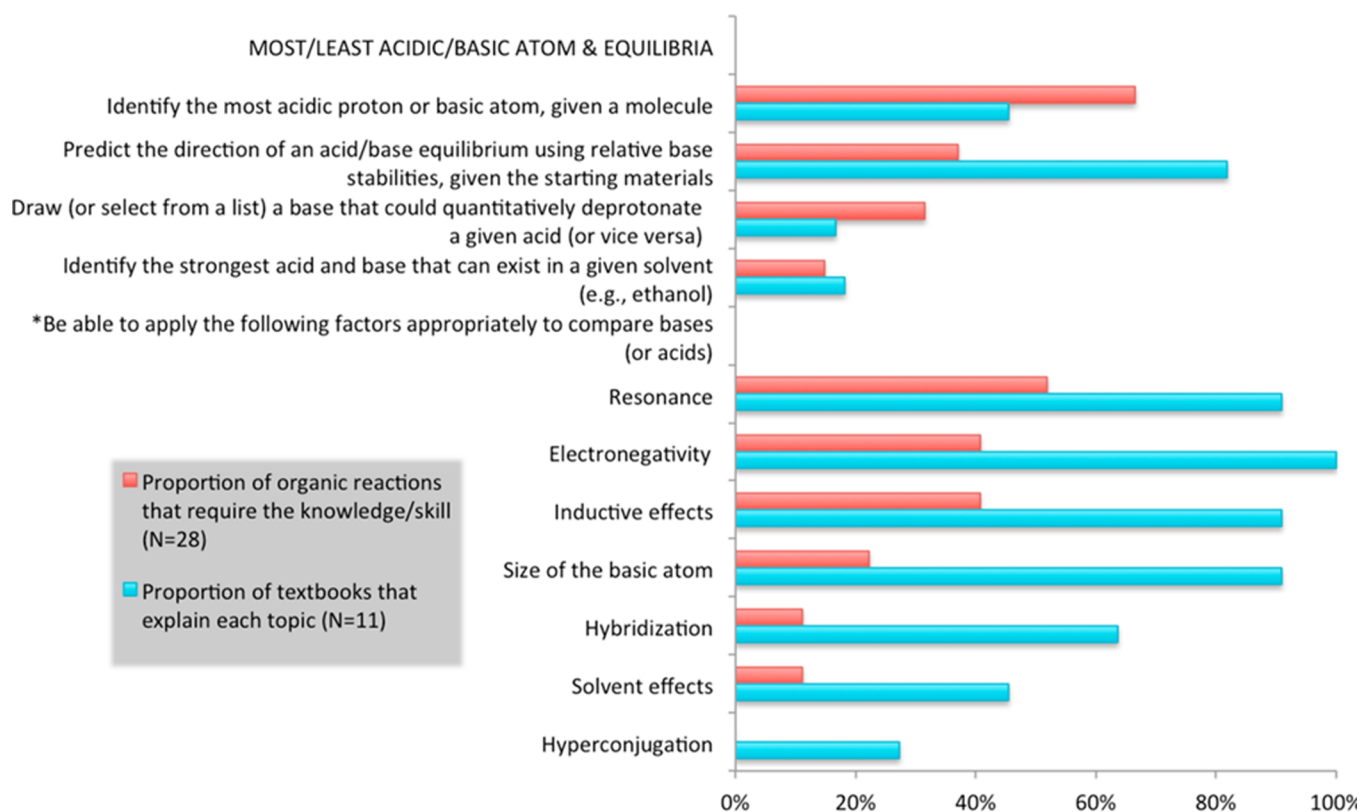 MOST/LEAST ACIDIC/BASIC ATOM & EQUILIBRIA
Identify the most acidic proton or basic atom, given a molecule
Predict the direction of an acid/base equilibrium using relative base
stabilities, given the starting materials
Draw (or select from a list) a base that could quantitatively deprotonate
a given acid (or vice versa)
Identify the strongest acid and base that can exist in a given solvent
(e.g., ethanol)
*Be able to apply the following factors appropriately to compare bases
(or acids)
Resonance
Electronegativity
Inductive effects
Size of the basic atom
Hybridization
Solvent effects
Hyperconjugation
Proportion of organic reactions
that require the knowledge/skill
(N=28)
Proportion of textbooks that
explain each topic (N=11)
0% 20% 40% 60% 80% 100%